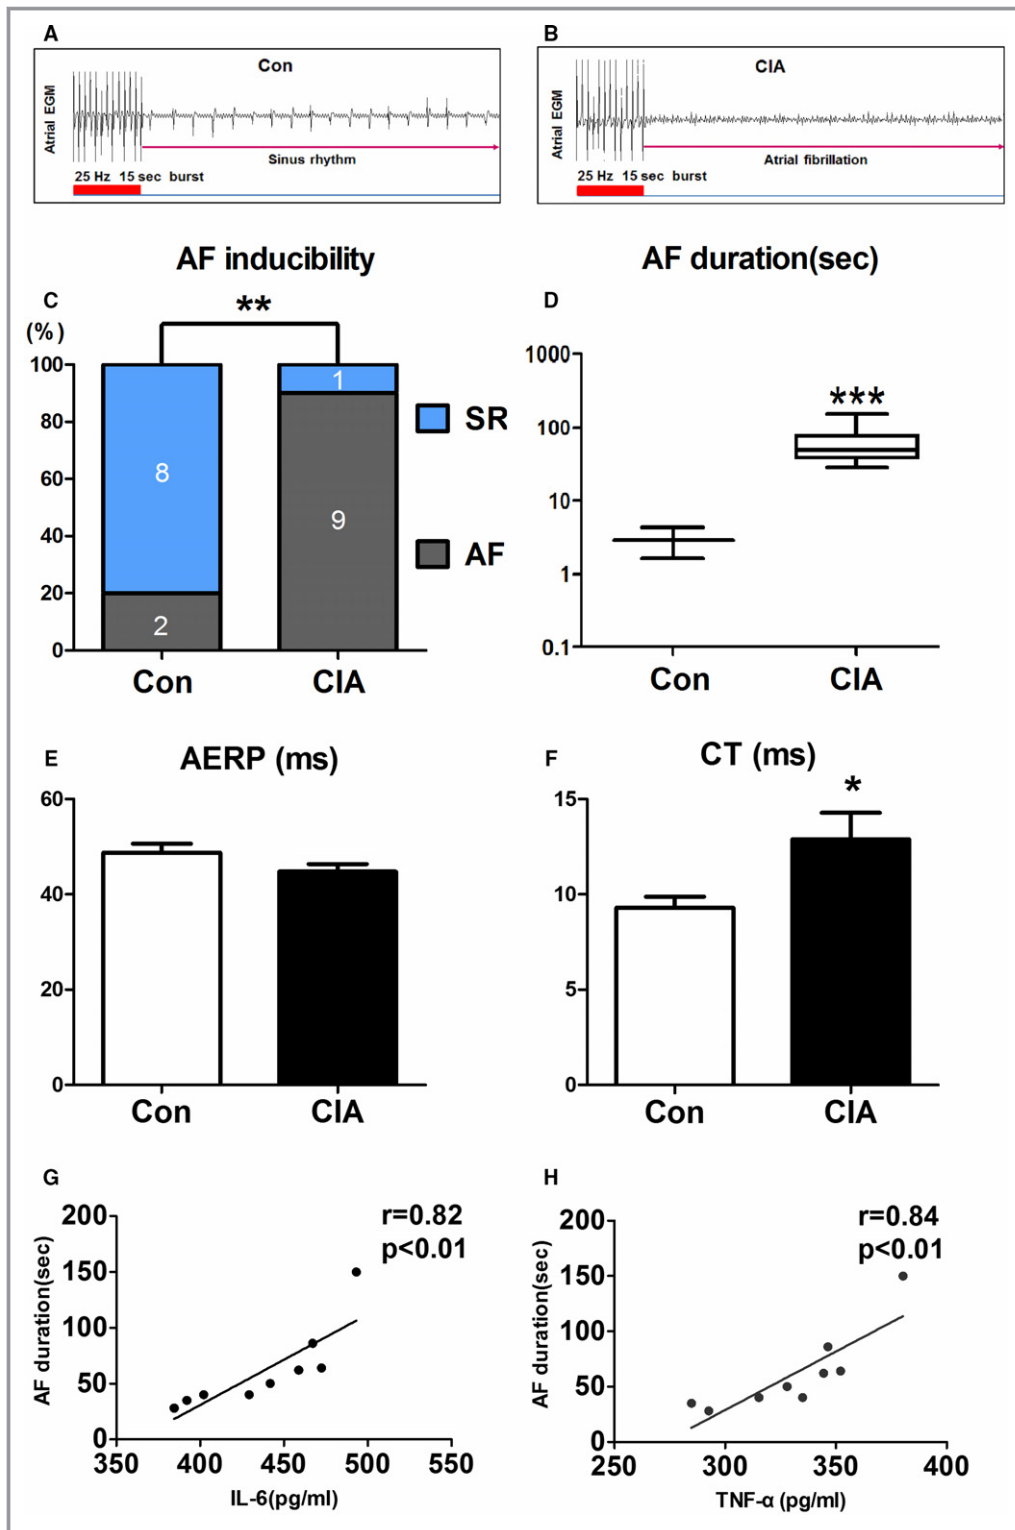 A
Con
Atrial EGM
Sinus rhythm
25 Hz 15 sec burst
B
CIA
Atrial EGM
Atrial fibrillation
25 Hz 15 sec burst
AF inducibility
C
(%)
**
100
80
60
40
20
0
8
2
1
9
SR
AF
Con
CIA
AF duration(sec)
D
1000
100
10
1
0.1
***
Con
CIA
E
AERP (ms)
60
40
20
0
Con
CIA
F
CT (ms)
15
10
5
0
*
Con
CIA
G
r=0.82
p<0.01
AF duration(sec)
200
150
100
50
0
350
400
450
500
550
IL-6(pg/ml)
H
r=0.84
p<0.01
AF duration(sec)
200
150
100
50
0
250
300
350
400
TNF-α (pg/ml)